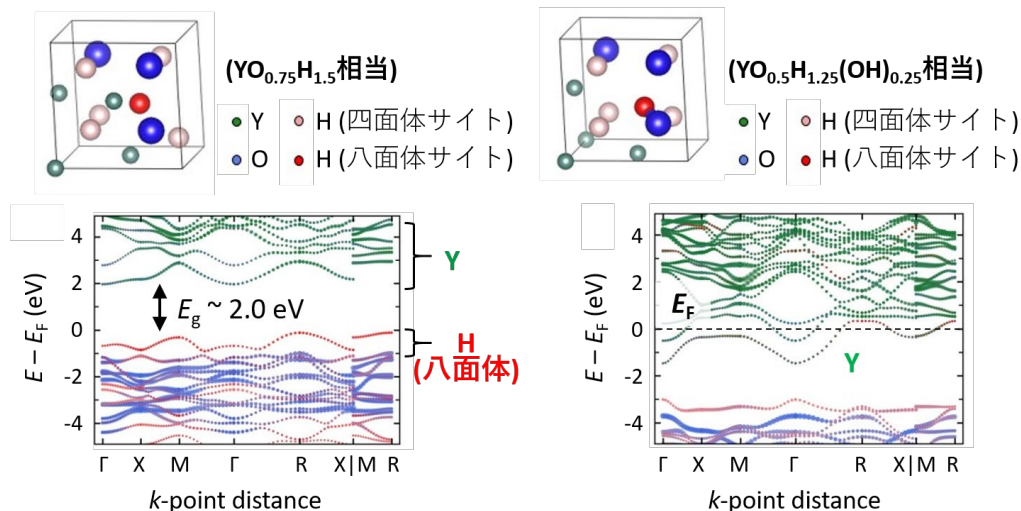 (YO0.75H1.5相当)
Y
H (四面体サイト)
O
H (八面体サイト)
(YO0.5H1.25(OH)0.25相当)
Y
H (四面体サイト)
O
H (八面体サイト)
E − EF (eV)
4
2
0
-2
-4
Eg ~ 2.0 eV
Y
H
(八面体)
Γ X M Γ R X|M R
k-point distance
E − EF (eV)
4
2
0
-2
-4
EF
Y
Γ X M Γ R X|M R
k-point distance